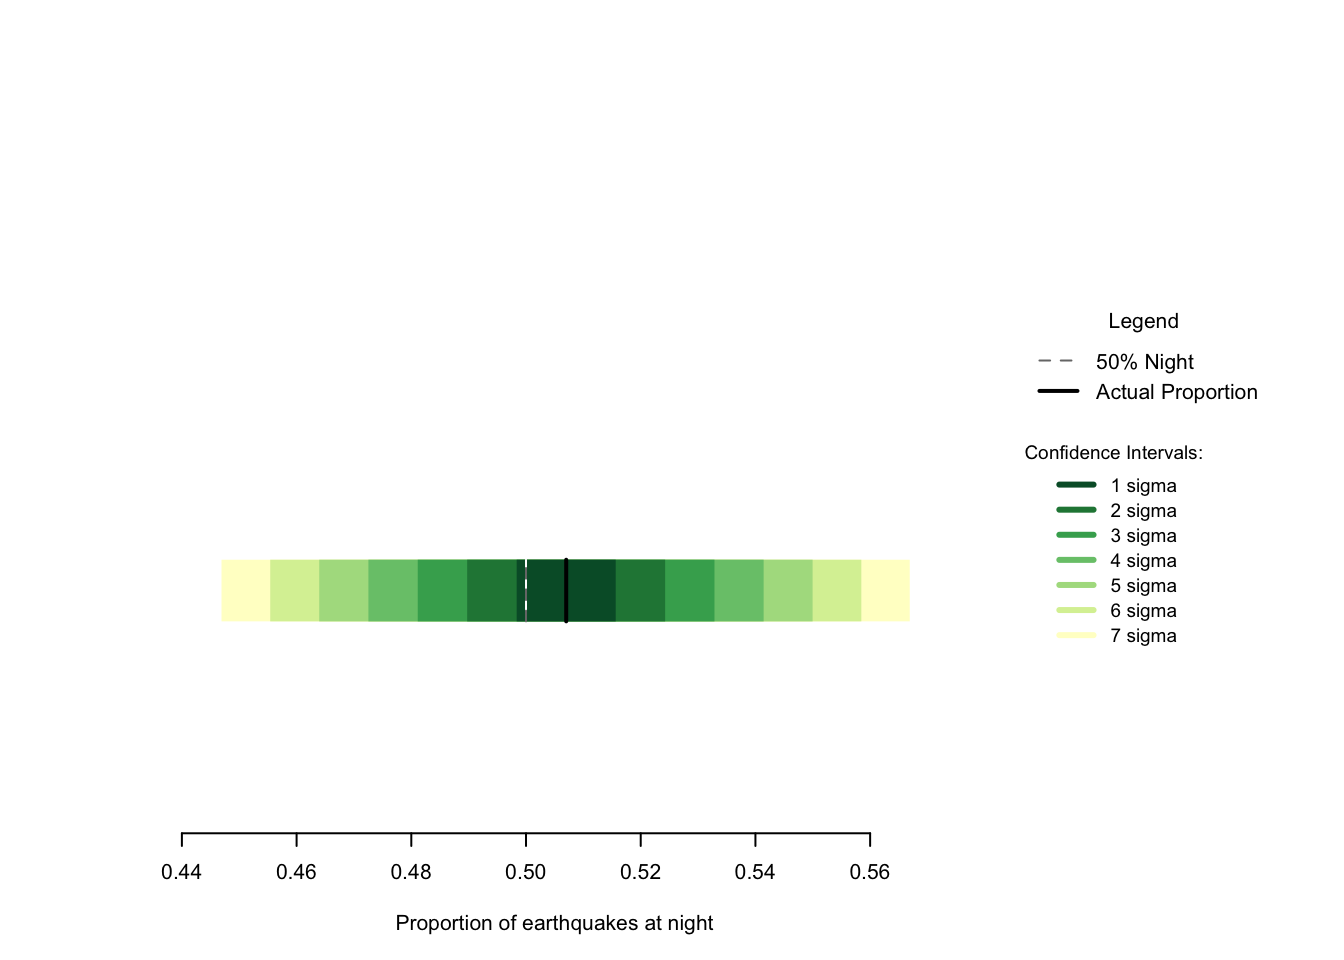 Legend
50% Night
Actual Proportion
Confidence Intervals:
1 sigma
2 sigma
3 sigma
4 sigma
5 sigma
6 sigma
7 sigma
0.44 0.46 0.48 0.50 0.52 0.54 0.56
Proportion of earthquakes at night